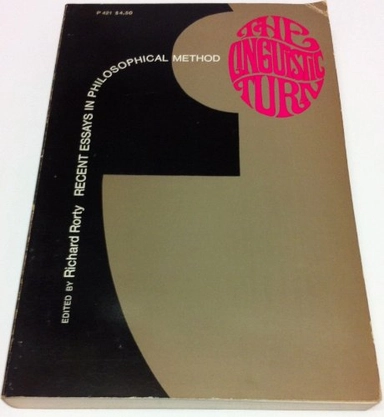 P 421 $4.50
THE
LINGUISTIC
TURN
EDITED BY Richard Rorty RECENT ESSAYS IN PHILOSOPHICAL METHOD